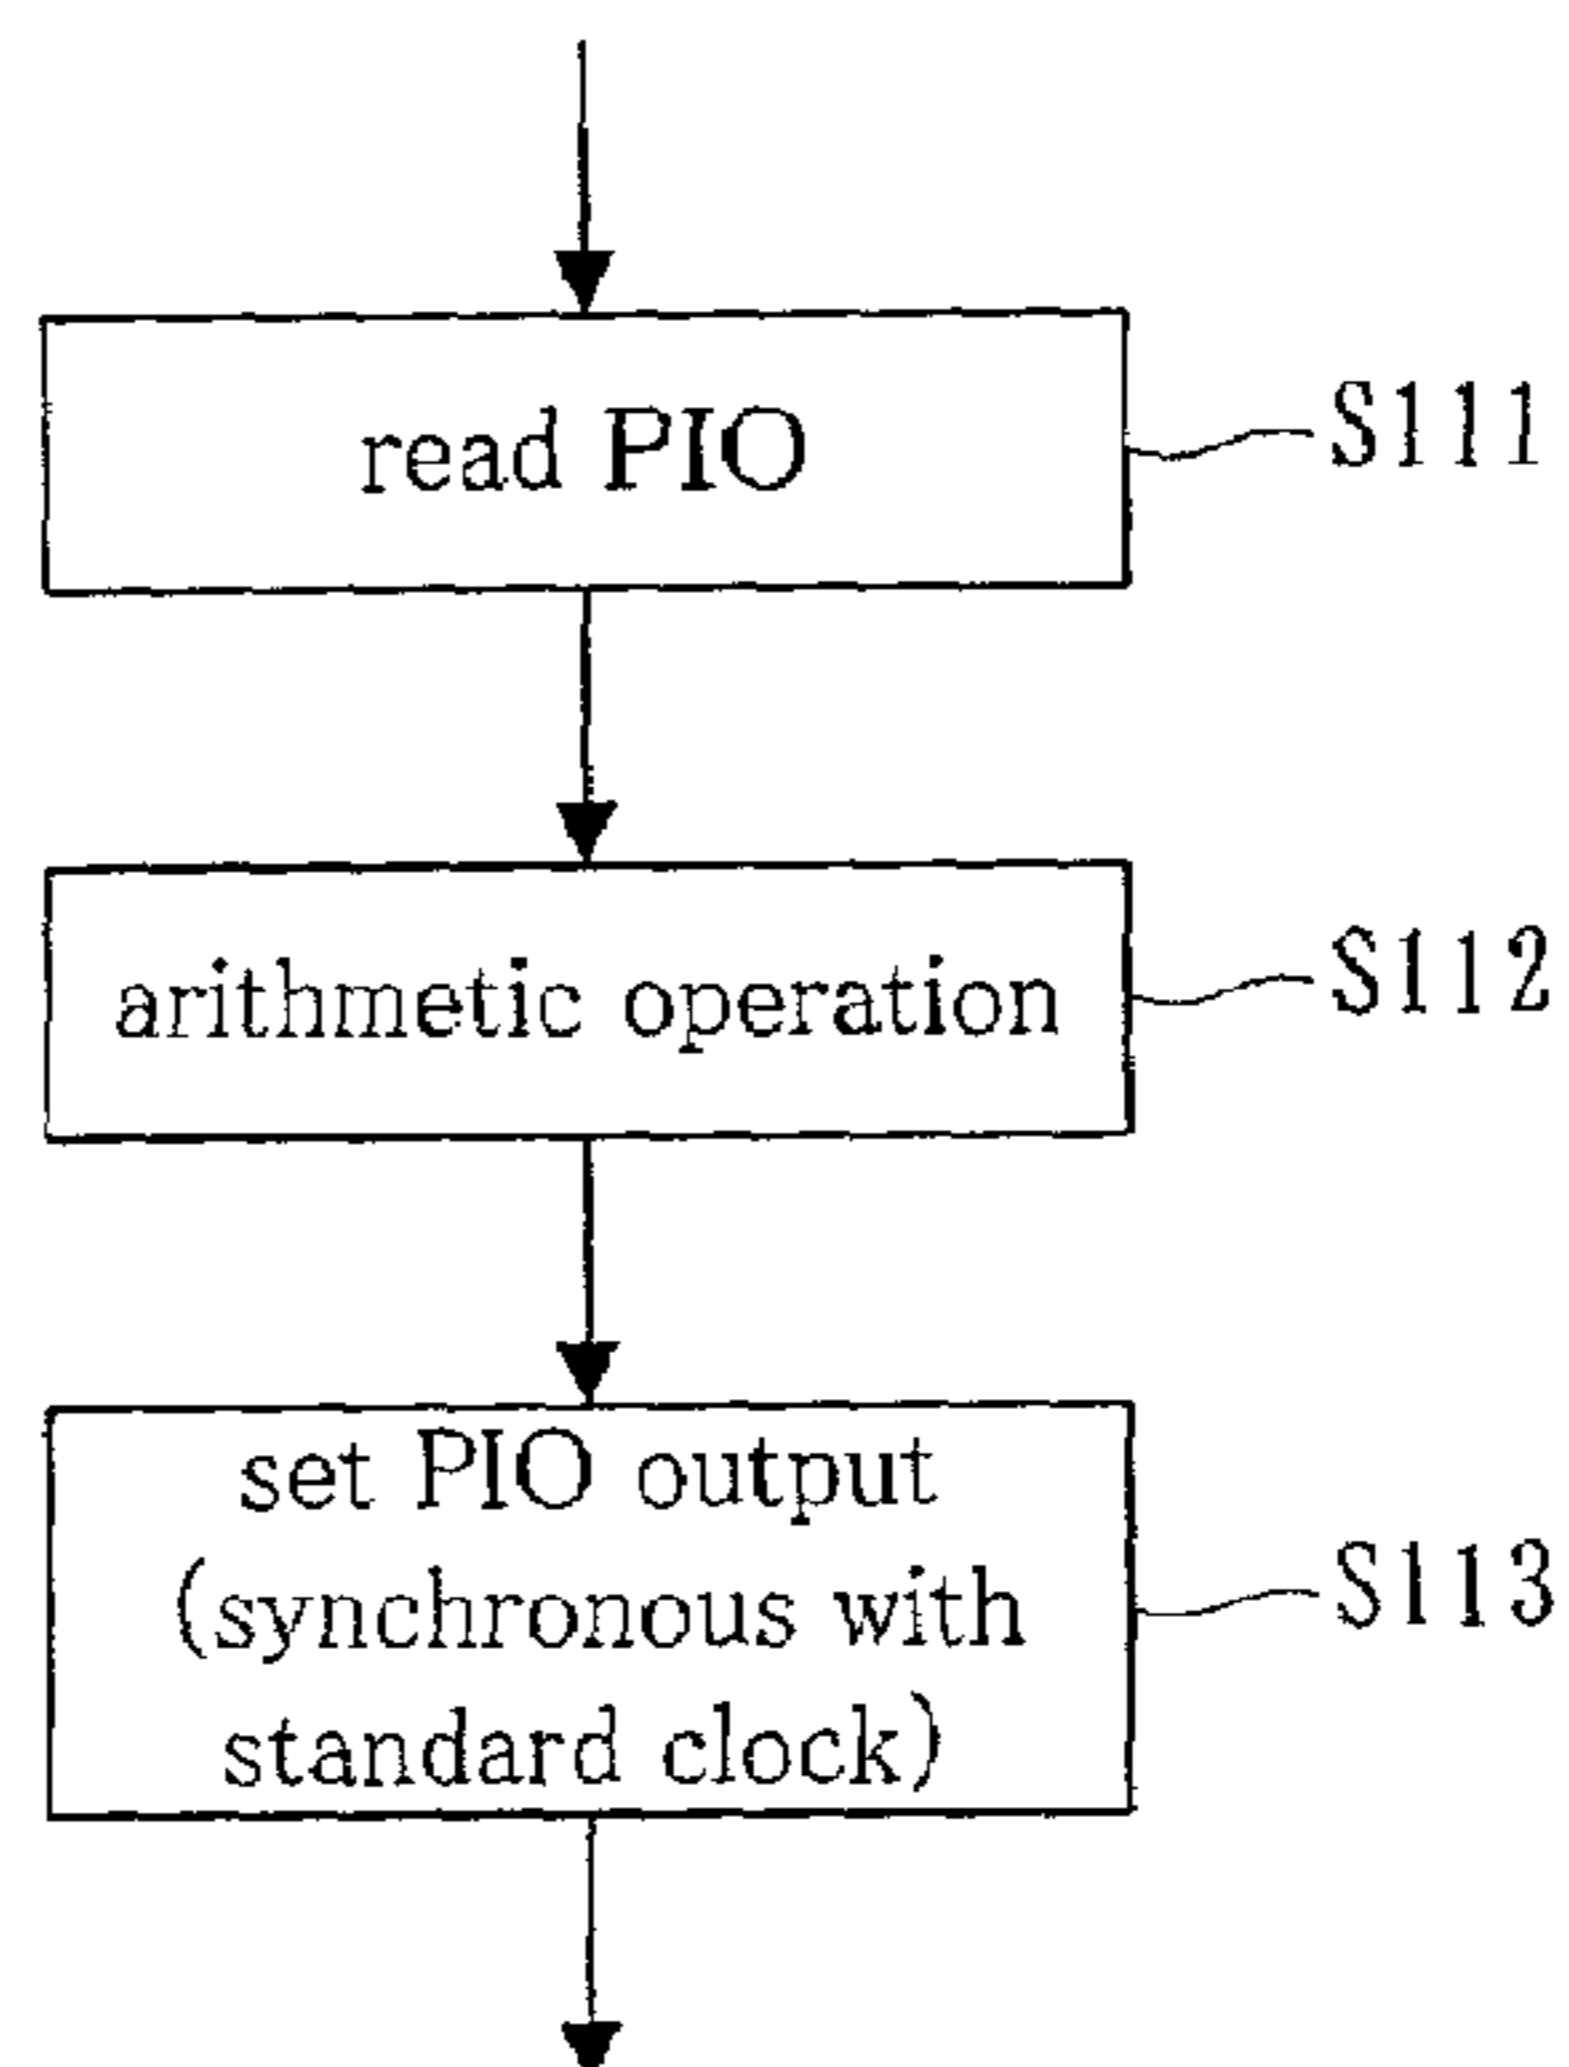 read PIO
S111
arithmetic operation
S112
set PIO output
(synchronous with
standard clock)
S113